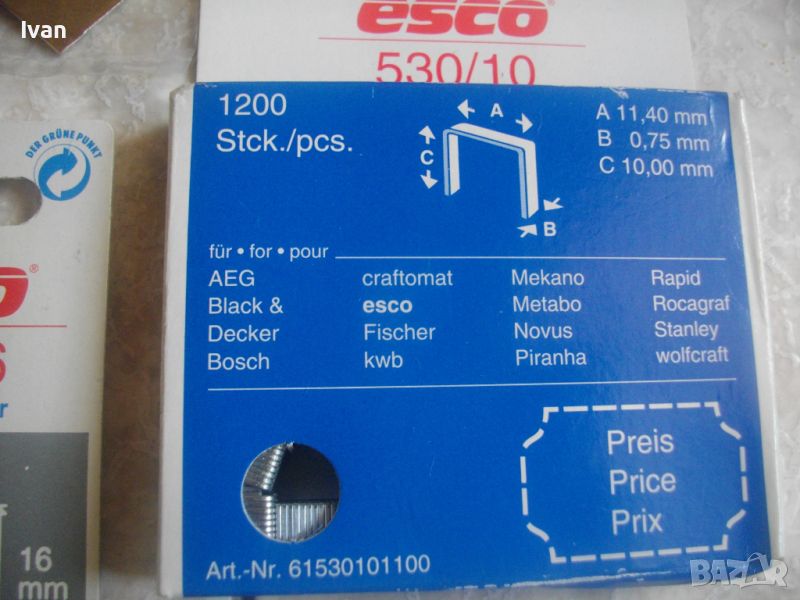 Ivan
esco®
530/10
1200
Stck./pcs.
A
C
B
A 11,40 mm
B 0,75 mm
C 10,00 mm
DER GRÜNE PUNKT
®
für • for • pour
AEG
Black &
Decker
Bosch
craftomat
esco
Fischer
kwb
Mekano
Metabo
Novus
Piranha
Rapid
Rocagraf
Stanley
wolfcraft
Preis
Price
Prix
Art.-Nr. 61530101100
16
mm
bazar